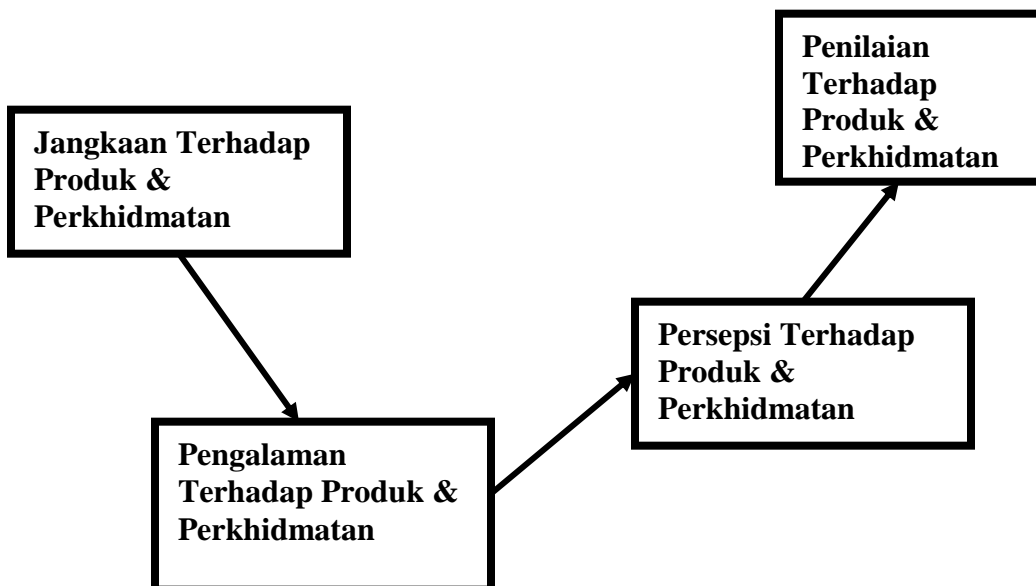 Jangkaan Terhadap
Produk &
Perkhidmatan
Pengalaman
Terhadap Produk &
Perkhidmatan
Persepsi Terhadap
Produk &
Perkhidmatan
Penilaian
Terhadap
Produk &
Perkhidmatan